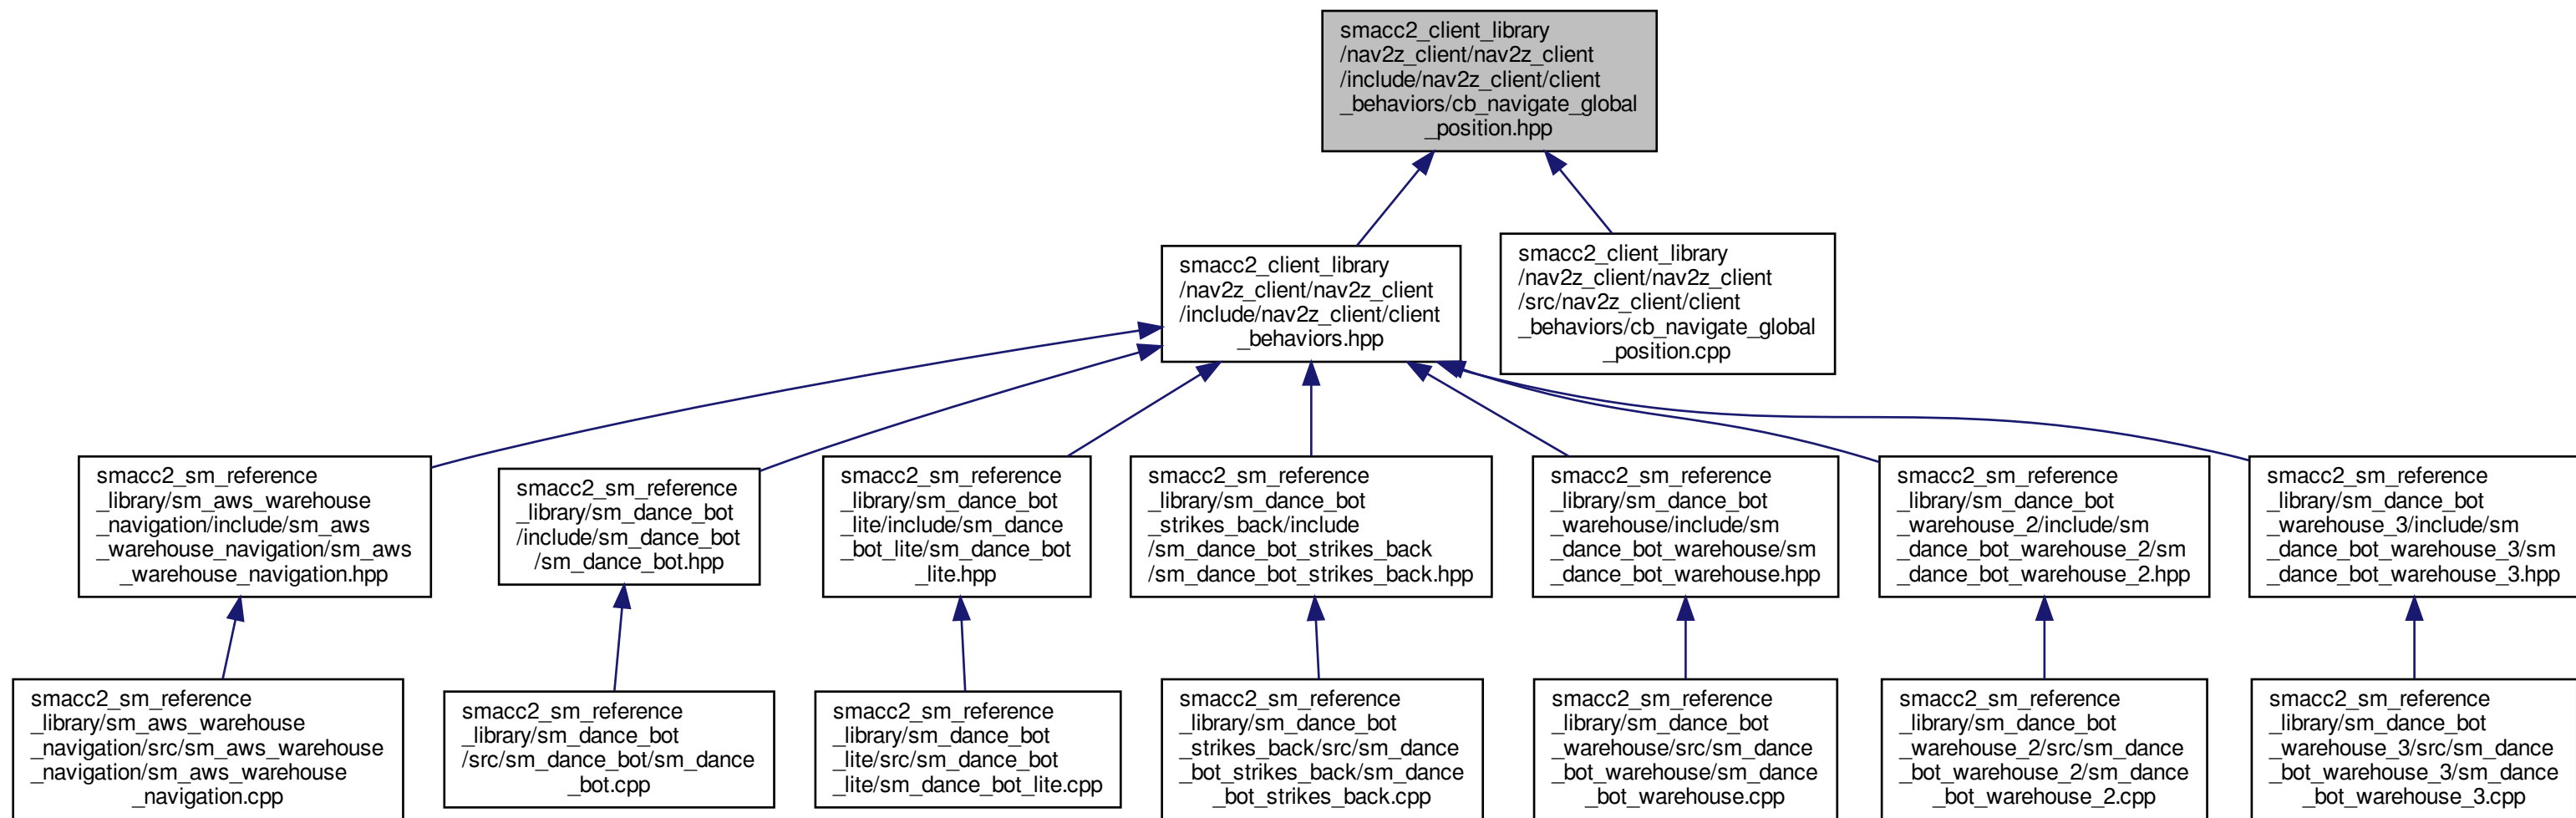 smacc2_client_library
/nav2z_client/nav2z_client
/include/nav2z_client/client
_behaviors/cb_navigate_global
_position.hpp
smacc2_client_library
/nav2z_client/nav2z_client
/include/nav2z_client/client
_behaviors.hpp
smacc2_client_library
/nav2z_client/nav2z_client
/src/nav2z_client/client
_behaviors/cb_navigate_global
_position.cpp
smacc2_sm_reference
_library/sm_aws_warehouse
_navigation/include/sm_aws
_warehouse_navigation/sm_aws
_warehouse_navigation.hpp
smacc2_sm_reference
_library/sm_dance_bot
/include/sm_dance_bot
/sm_dance_bot.hpp
smacc2_sm_reference
_library/sm_dance_bot
_lite/include/sm_dance
_bot_lite/sm_dance_bot
_lite.hpp
smacc2_sm_reference
_library/sm_dance_bot
_strikes_back/include
/sm_dance_bot_strikes_back
/sm_dance_bot_strikes_back.hpp
smacc2_sm_reference
_library/sm_dance_bot
_warehouse/include/sm
_dance_bot_warehouse/sm
_dance_bot_warehouse.hpp
smacc2_sm_reference
_library/sm_dance_bot
_warehouse_2/include/sm
_dance_bot_warehouse_2/sm
_dance_bot_warehouse_2.hpp
smacc2_sm_reference
_library/sm_dance_bot
_warehouse_3/include/sm
_dance_bot_warehouse_3/sm
_dance_bot_warehouse_3.hpp
smacc2_sm_reference
_library/sm_aws_warehouse
_navigation/src/sm_aws_warehouse
_navigation/sm_aws_warehouse
_navigation.cpp
smacc2_sm_reference
_library/sm_dance_bot
/src/sm_dance_bot/sm_dance
_bot.cpp
smacc2_sm_reference
_library/sm_dance_bot
_lite/src/sm_dance_bot
_lite/sm_dance_bot_lite.cpp
smacc2_sm_reference
_library/sm_dance_bot
_strikes_back/src/sm_dance
_bot_strikes_back/sm_dance
_bot_strikes_back.cpp
smacc2_sm_reference
_library/sm_dance_bot
_warehouse/src/sm_dance
_bot_warehouse/sm_dance
_bot_warehouse.cpp
smacc2_sm_reference
_library/sm_dance_bot
_warehouse_2/src/sm_dance
_bot_warehouse_2/sm_dance
_bot_warehouse_2.cpp
smacc2_sm_reference
_library/sm_dance_bot
_warehouse_3/src/sm_dance
_bot_warehouse_3/sm_dance
_bot_warehouse_3.cpp